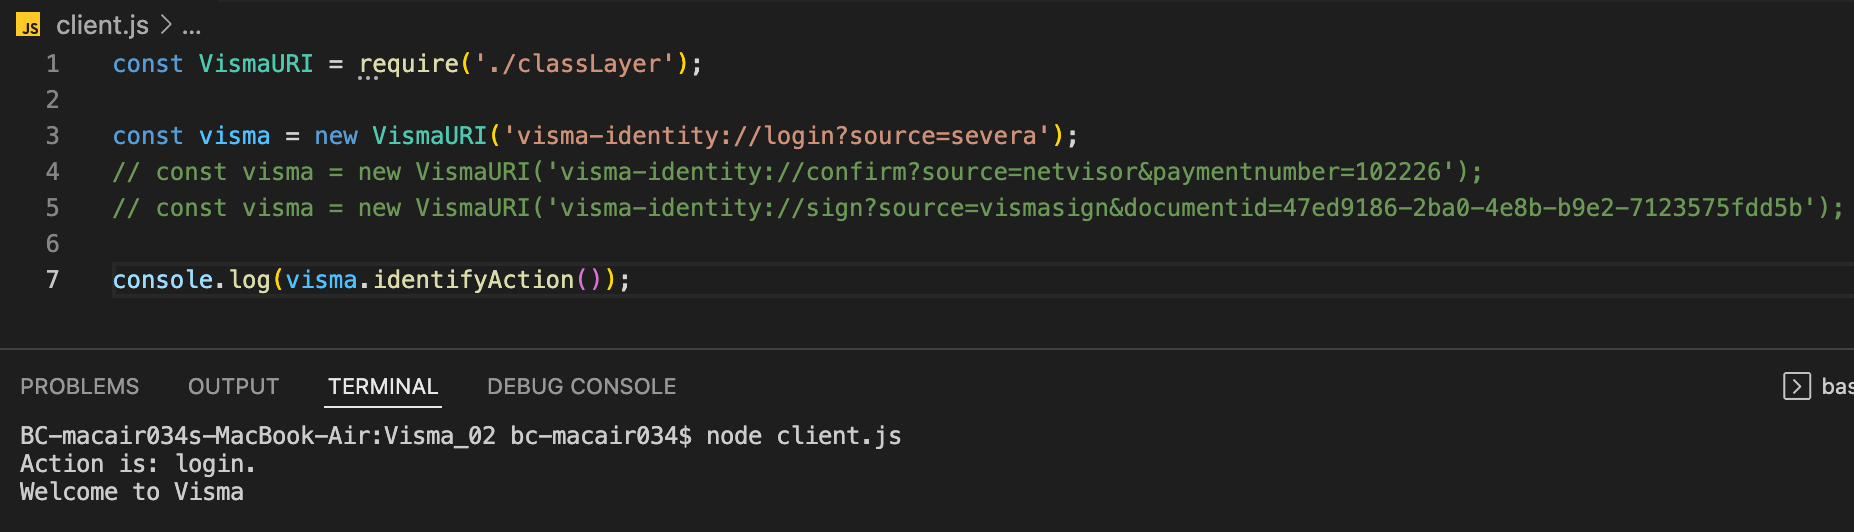 JS client.js > ...
1 const VismaURI = require('./classLayer');
2
3 const visma = new VismaURI('visma-identity://login?source=severa');
4 // const visma = new VismaURI('visma-identity://confirm?source=netvisor&paymentnumber=102226');
5 // const visma = new VismaURI('visma-identity://sign?source=vismasign&documentid=47ed9186-2ba0-4e8b-b9e2-7123575fdd5b');
6
7 console.log(visma.identifyAction());
PROBLEMS OUTPUT TERMINAL DEBUG CONSOLE bas
BC-macair034s-MacBook-Air:Visma_02 bc-macair034$ node client.js
Action is: login.
Welcome to Visma